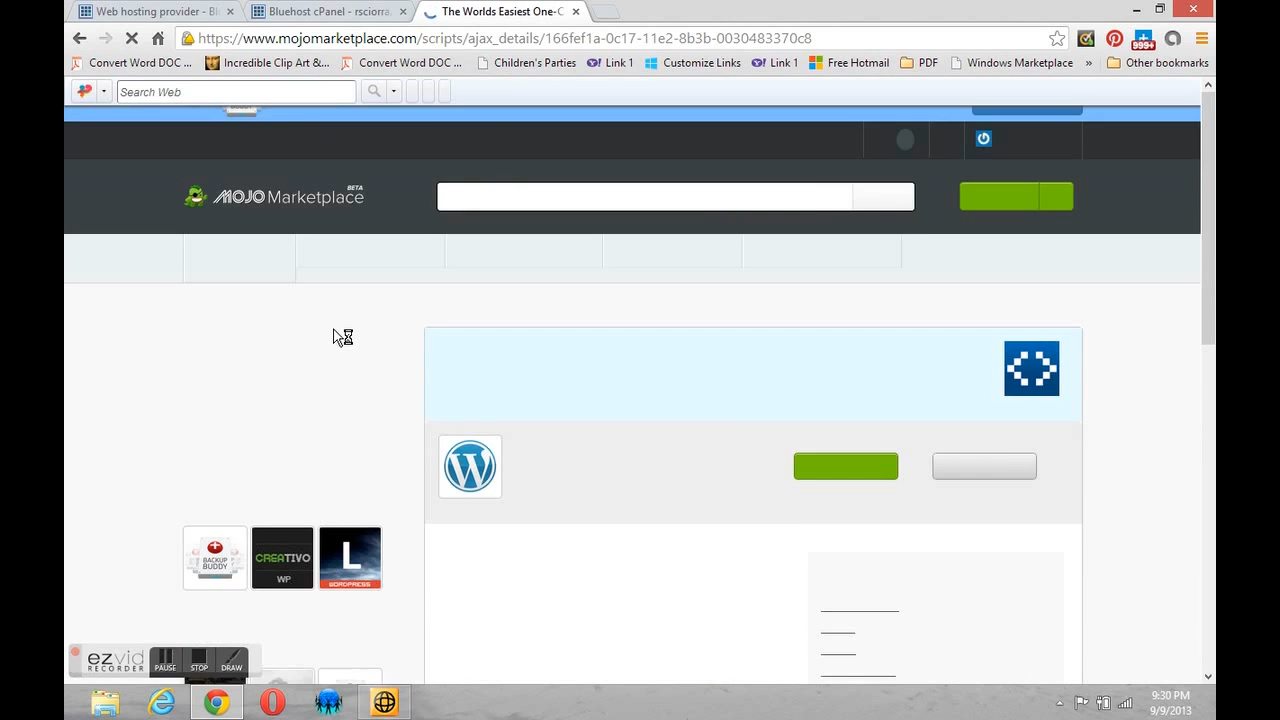 Web hosting provider - Bl
Bluehost cPanel - rsciorra.
The Worlds Easiest One-C
https://www.mojomarketplace.com/scripts/ajax_details/166fef1a-0c17-11e2-8b3b-0030483370c8
999+
Convert Word DOC ...
Incredible Clip Art &...
Convert Word DOC ...
Children's Parties
Link 1
Customize Links
Link 1
Free Hotmail
PDF
Windows Marketplace
»
Other bookmarks
Search Web
BUDDY
MOJO Marketplace
BETA
W
BACKUP
BUDDY
CREATIVO
WP
L
WORDPRESS
ezvid
RECORDER
PAUSE
STOP
DRAW
9:30 PM
9/9/2013